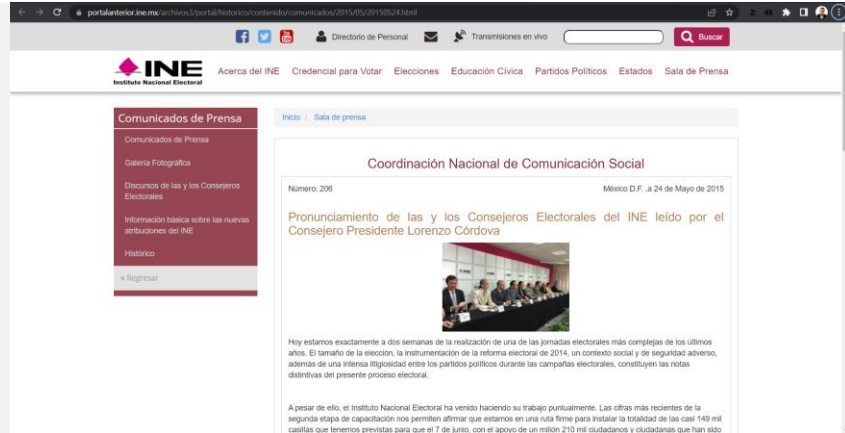 portalanterior.ine.mx/archivos3/portal/historico/contenido/comunicados/2015/05/20150524.html
Directorio de Personal
Transmisiones en vivo
Buscar
INE
Instituto Nacional Electoral
Acerca del INE Credencial para Votar Elecciones Educación Cívica Partidos Políticos Estados Sala de Prensa
Comunicados de Prensa
Comunicados de Prensa
Galería Fotográfica
Discursos de las y los Consejeros
Electorales
Información básica sobre las nuevas
atribuciones del INE
Histórico
« Regresar
Inicio / Sala de prensa
Coordinación Nacional de Comunicación Social
Número: 206 México D.F. ,a 24 de Mayo de 2015
Pronunciamiento de las y los Consejeros Electorales del INE leído por el
Consejero Presidente Lorenzo Córdova
Hoy estamos exactamente a dos semanas de la realización de una de las jornadas electorales más complejas de los últimos
años. El tamaño de la elección, la instrumentación de la reforma electoral de 2014, un contexto social y de seguridad adverso,
además de una intensa litigiosidad entre los partidos políticos durante las campañas electorales, constituyen las notas
distintivas del presente proceso electoral.
A pesar de ello, el Instituto Nacional Electoral ha venido haciendo su trabajo puntualmente. Las cifras más recientes de la
segunda etapa de capacitación nos permiten afirmar que estamos en una ruta firme para instalar la totalidad de las casi 149 mil
casillas que tenemos previstas para que el 7 de junio, con el apoyo de un millón 210 mil ciudadanos y ciudadanas que han sido